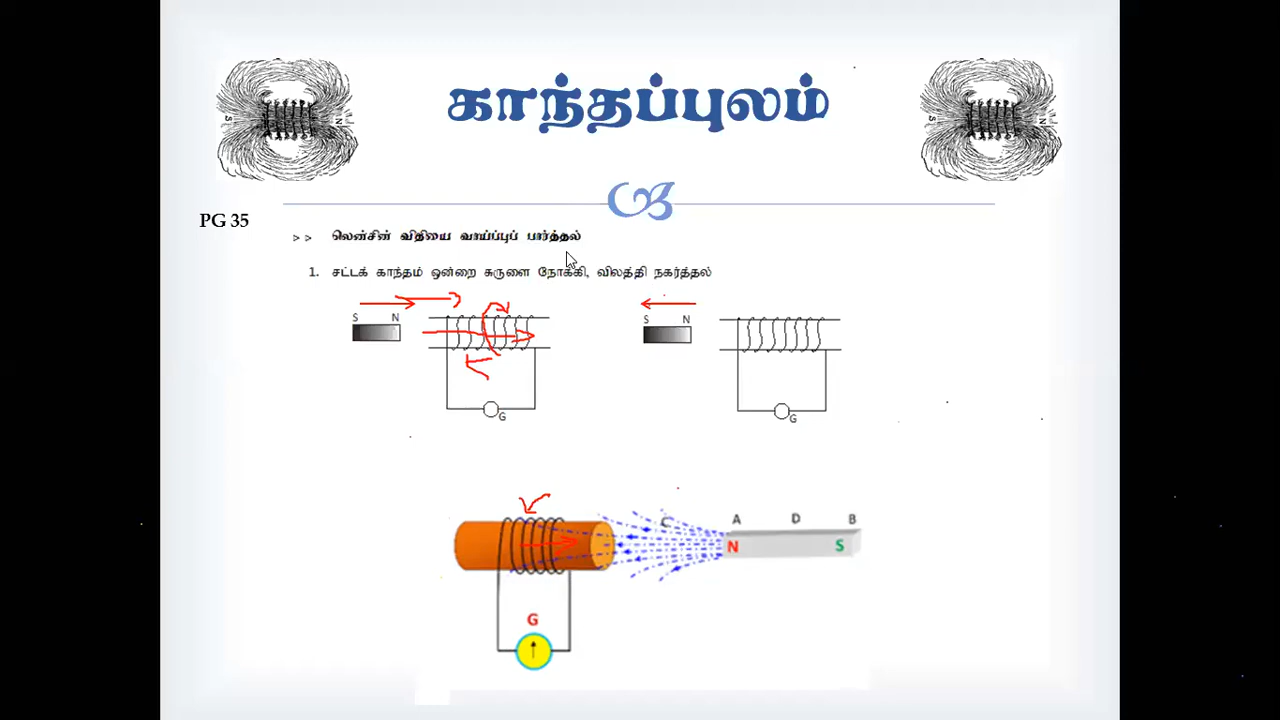 காந்தப்புலம்
PG 35
>> லென்சின் விதியை வாய்ப்புப் பார்த்தல்
1. சட்டக் காந்தம் ஒன்றை சுருளை நோக்கி, விலத்தி நகர்த்தல்
S N
S N
G
G
C A D B
N S
G